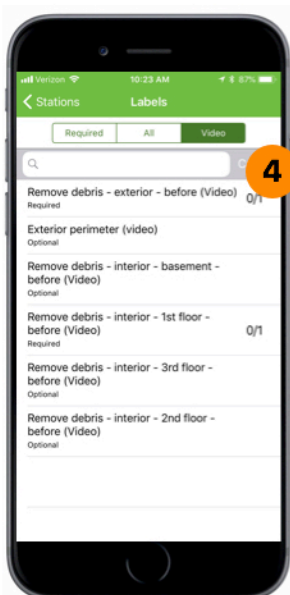 Verizon 10:23 AM 87%
Stations Labels
Required All Video
4
Remove debris - exterior - before (Video) 0/1
Required
Exterior perimeter (video)
Optional
Remove debris - interior - basement -
before (Video)
Optional
Remove debris - interior - 1st floor -
before (Video) 0/1
Required
Remove debris - interior - 3rd floor -
before (Video)
Optional
Remove debris - interior - 2nd floor -
before (Video)
Optional